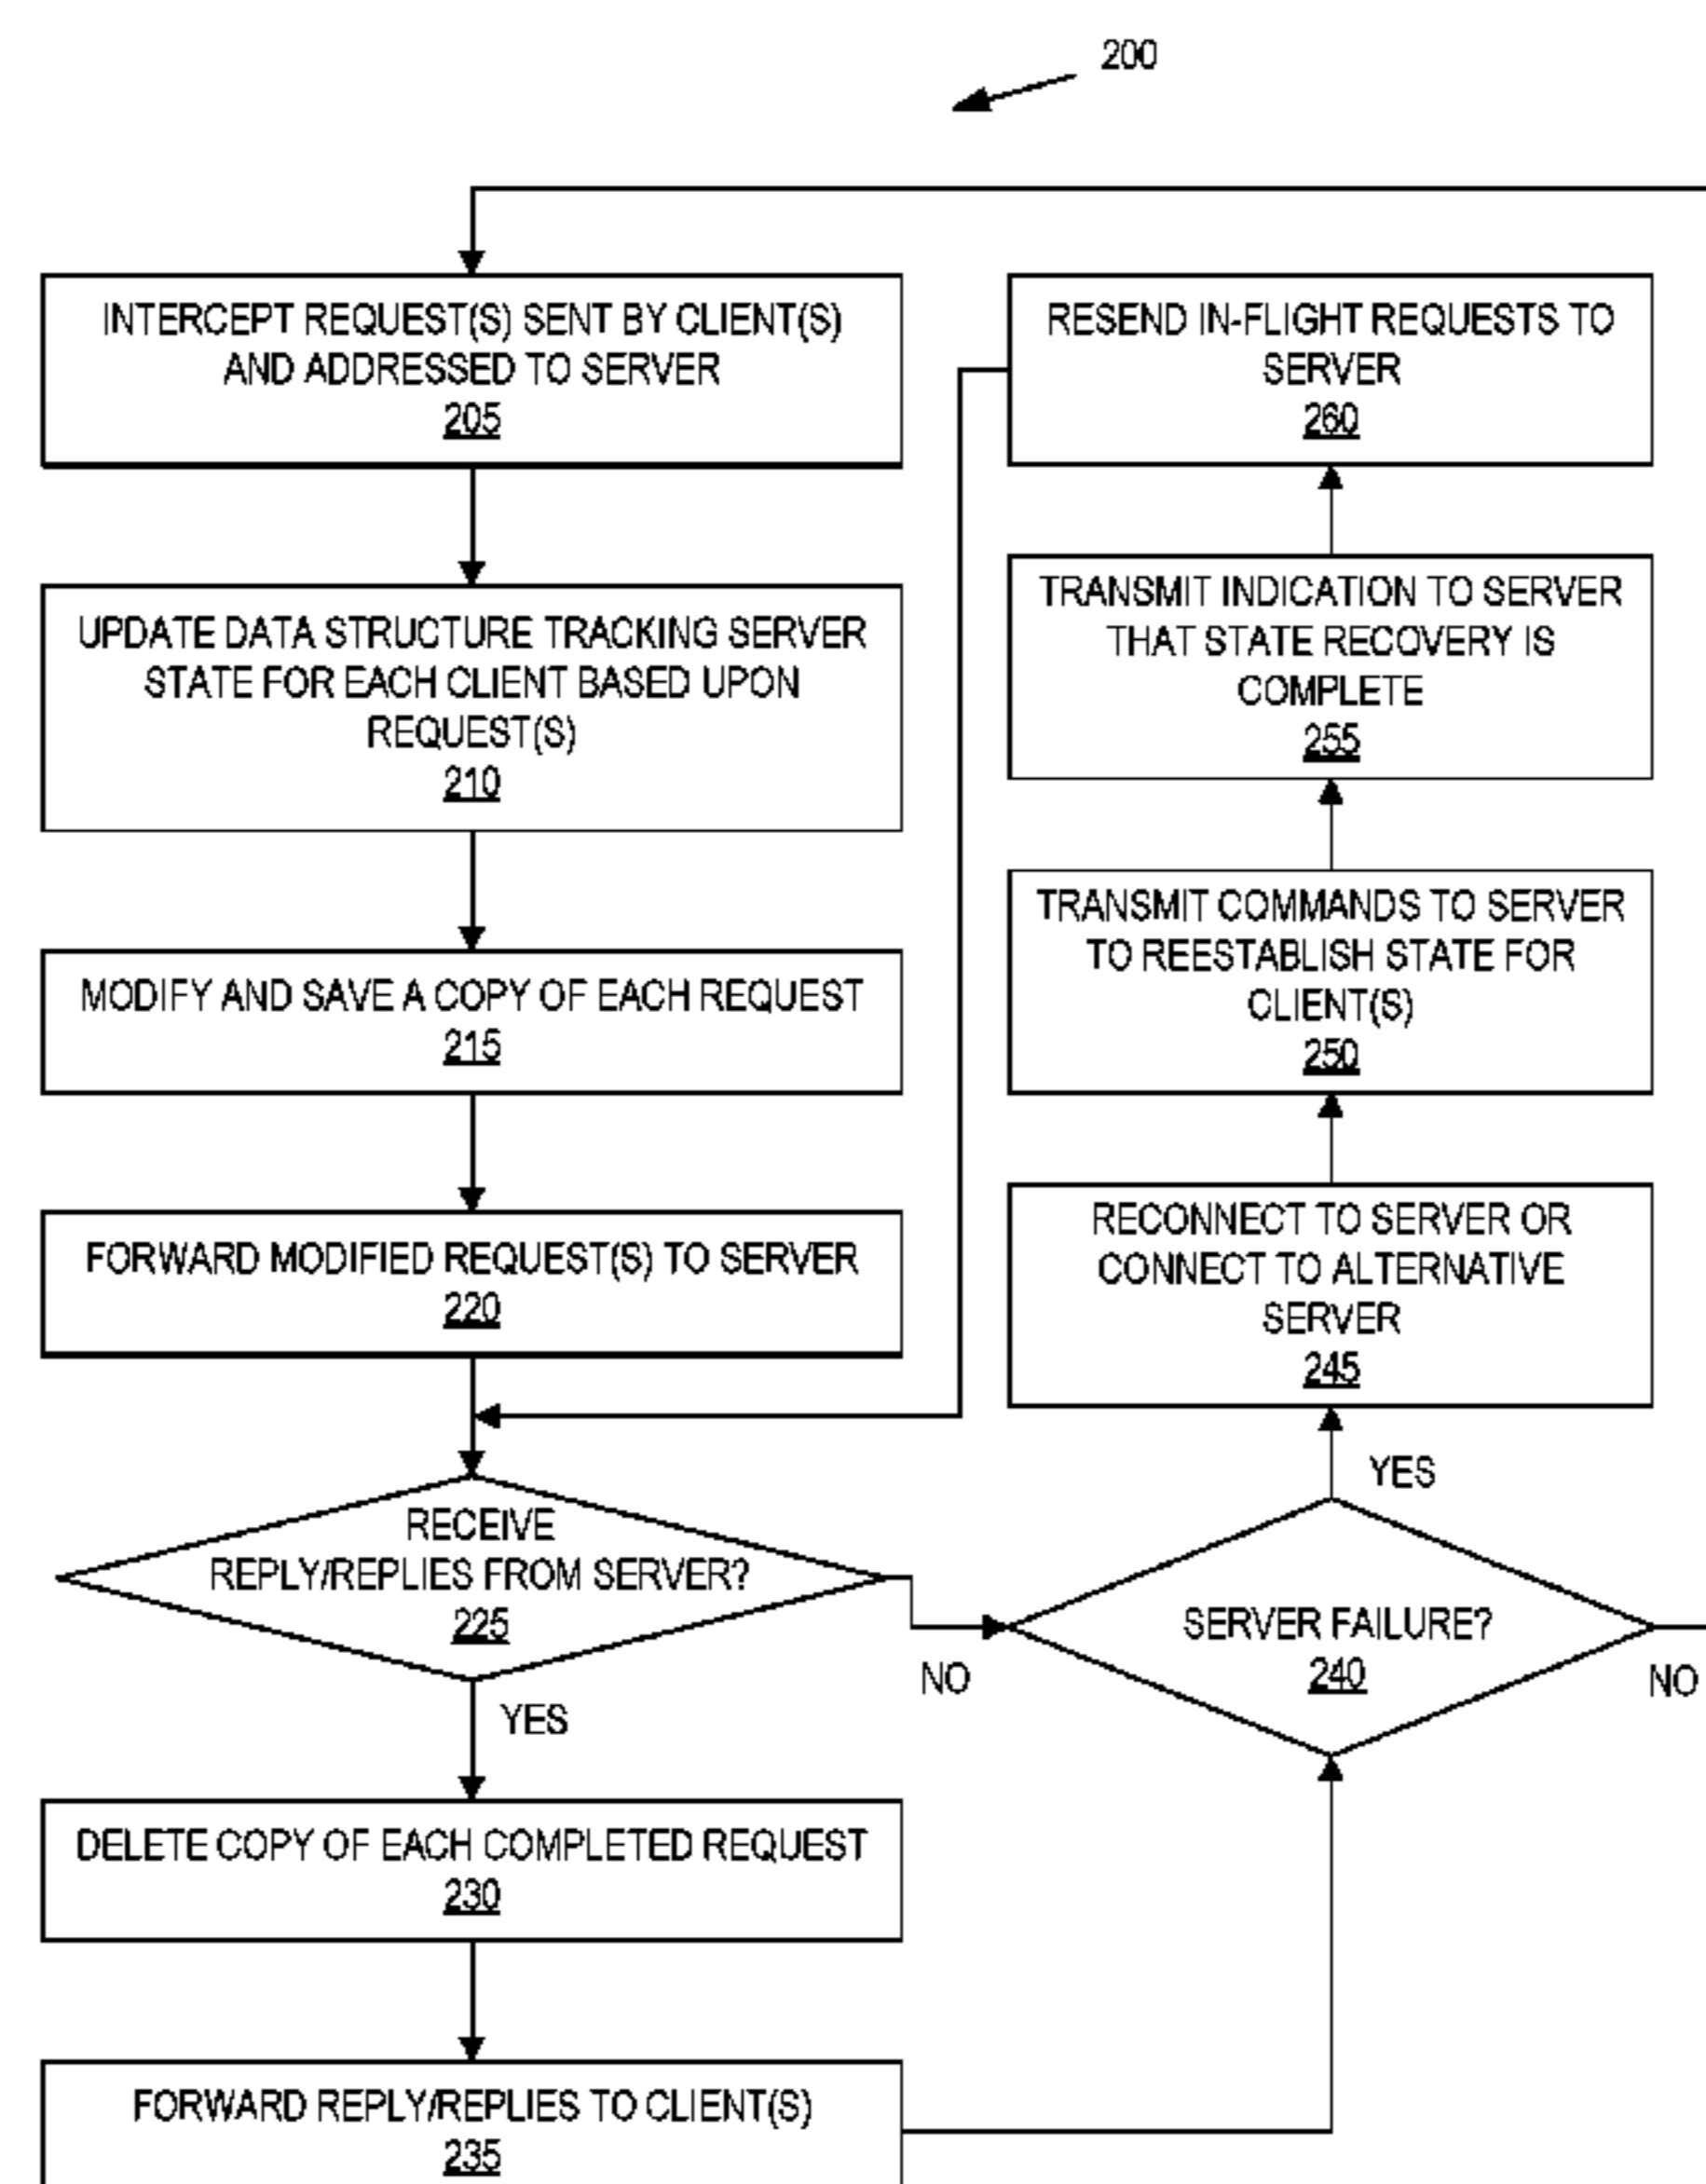 200
INTERCEPT REQUEST(S) SENT BY CLIENT(S)
AND ADDRESSED TO SERVER
205
UPDATE DATA STRUCTURE TRACKING SERVER
STATE FOR EACH CLIENT BASED UPON
REQUEST(S)
210
MODIFY AND SAVE A COPY OF EACH REQUEST
215
FORWARD MODIFIED REQUEST(S) TO SERVER
220
RECEIVE
REPLY/REPLIES FROM SERVER?
225
NO
YES
DELETE COPY OF EACH COMPLETED REQUEST
230
FORWARD REPLY/REPLIES TO CLIENT(S)
235
RESEND IN-FLIGHT REQUESTS TO
SERVER
260
TRANSMIT INDICATION TO SERVER
THAT STATE RECOVERY IS
COMPLETE
255
TRANSMIT COMMANDS TO SERVER
TO REESTABLISH STATE FOR
CLIENT(S)
250
RECONNECT TO SERVER OR
CONNECT TO ALTERNATIVE
SERVER
245
YES
SERVER FAILURE?
240
NO